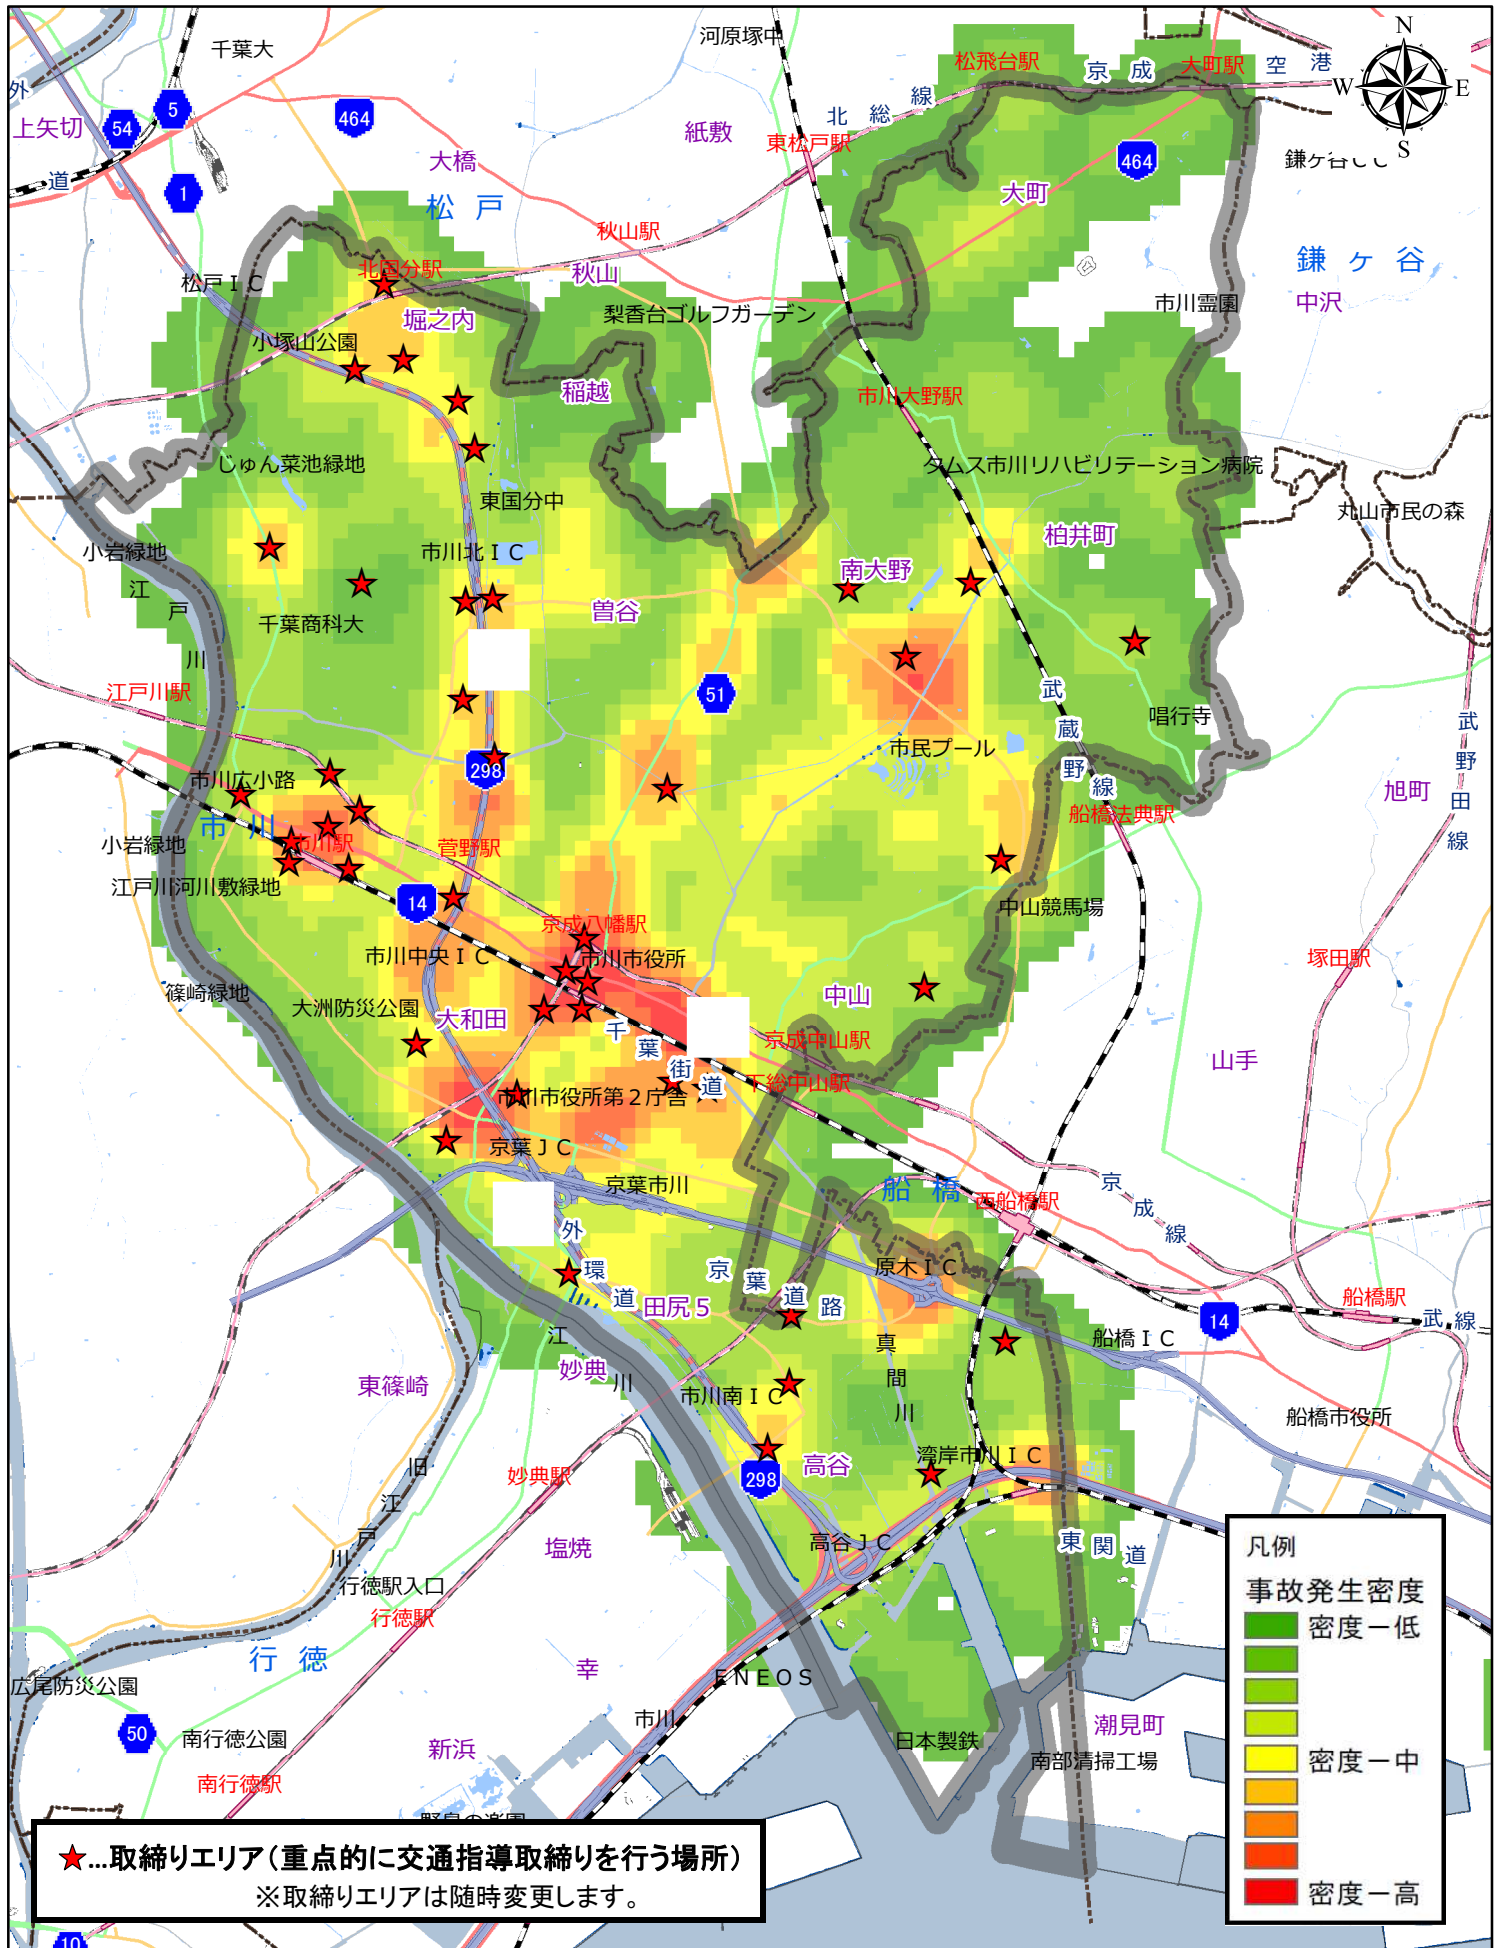 千葉大
河原塚中
松飛台駅
京成
大町駅
空港
N
W
E
S
外
上矢切
54
5
464
大橋
紙敷
北総線
東松戸駅
464
道
1
松戸
大町
秋山駅
鎌ヶ谷
北国分駅
秋山
松戸ＩＣ
堀之内
梨香台ゴルフガーデン
市川霊園
中沢
小塚山公園
稲越
市川大野駅
じゅん菜池緑地
タムス市川リハビリテーション病院
東国分中
丸山市民の森
柏井町
小岩緑地
市川北ＩＣ
南大野
江戸川
千葉商科大
曽谷
江戸川駅
51
武蔵野線
唱行寺
武野田線
市民プール
298
市川広小路
旭町
市川
船橋法典駅
小岩緑地
市川駅
菅野駅
江戸川河川敷緑地
14
中山競馬場
京成八幡駅
市川中央ＩＣ
市川市役所
塚田駅
篠崎緑地
大洲防災公園
大和田
中山
千葉街道
京成中山駅
山手
下総中山駅
市川市役所第２庁舎
京葉ＪＣ
京葉市川
船橋
西船橋駅
京成線
外環道
京葉道路
原木ＩＣ
田尻５
船橋駅
14
武線
江川
真間川
船橋ＩＣ
東篠崎
妙典
市川南ＩＣ
船橋市役所
旧江戸川
妙典駅
298
高谷
湾岸市川ＩＣ
塩焼
高谷ＪＣ
東関道
行徳駅入口
行徳駅
行徳
幸
ＥＮＥＯＳ
広尾防災公園
50
南行徳公園
新浜
市川
日本製鉄
潮見町
南部清掃工場
南行徳駅
野鳥の楽園
10
凡例
事故発生密度
密度－低
密度－中
密度－高
★…取締りエリア（重点的に交通指導取締りを行う場所）
※取締りエリアは随時変更します。